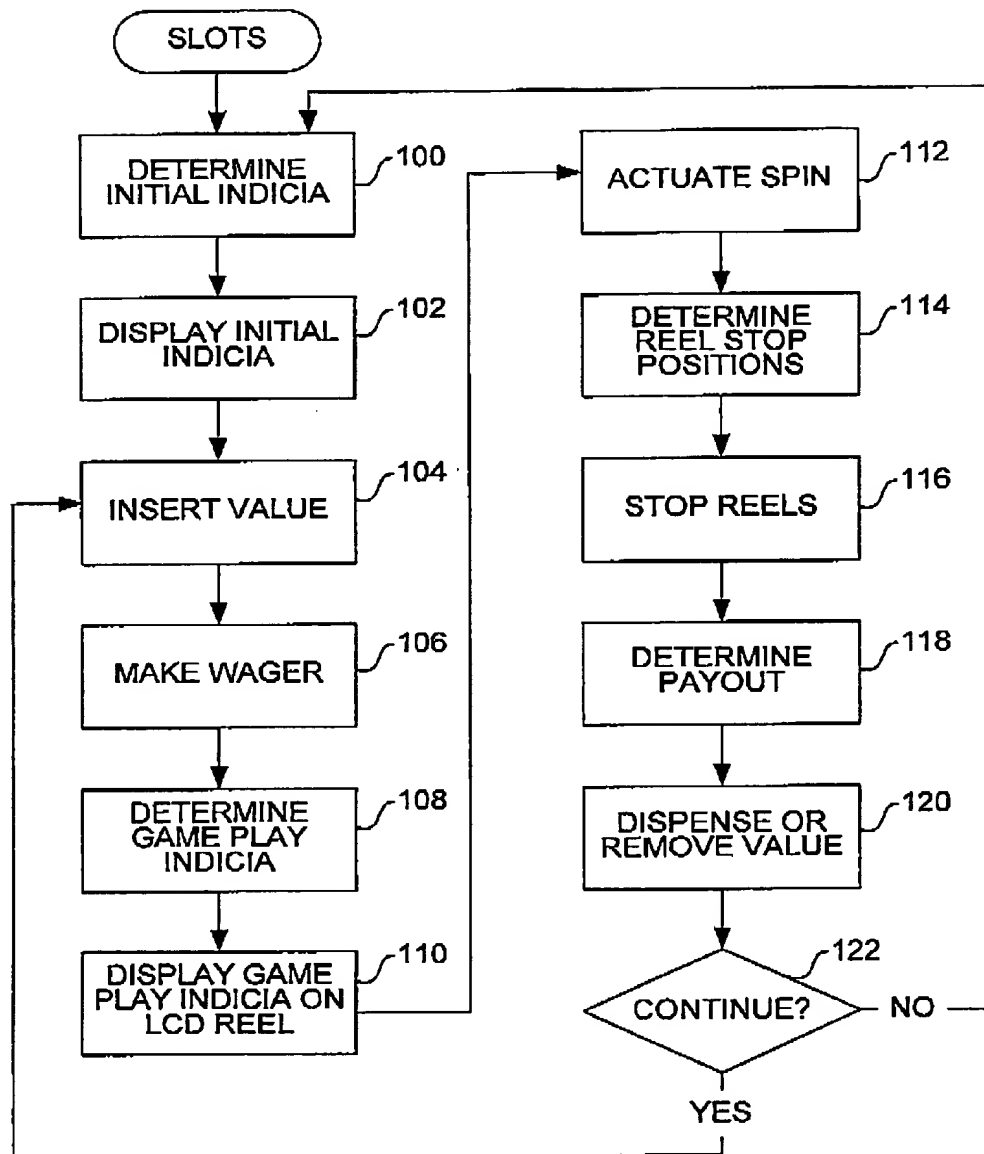 SLOTS
DETERMINE
INITIAL INDICIA
100
DISPLAY INITIAL
INDICIA
102
INSERT VALUE
104
MAKE WAGER
106
DETERMINE
GAME PLAY
INDICIA
108
DISPLAY GAME
PLAY INDICIA ON
LCD REEL
110
ACTUATE SPIN
112
DETERMINE
REEL STOP
POSITIONS
114
STOP REELS
116
DETERMINE
PAYOUT
118
DISPENSE OR
REMOVE VALUE
120
CONTINUE?
122
NO
YES